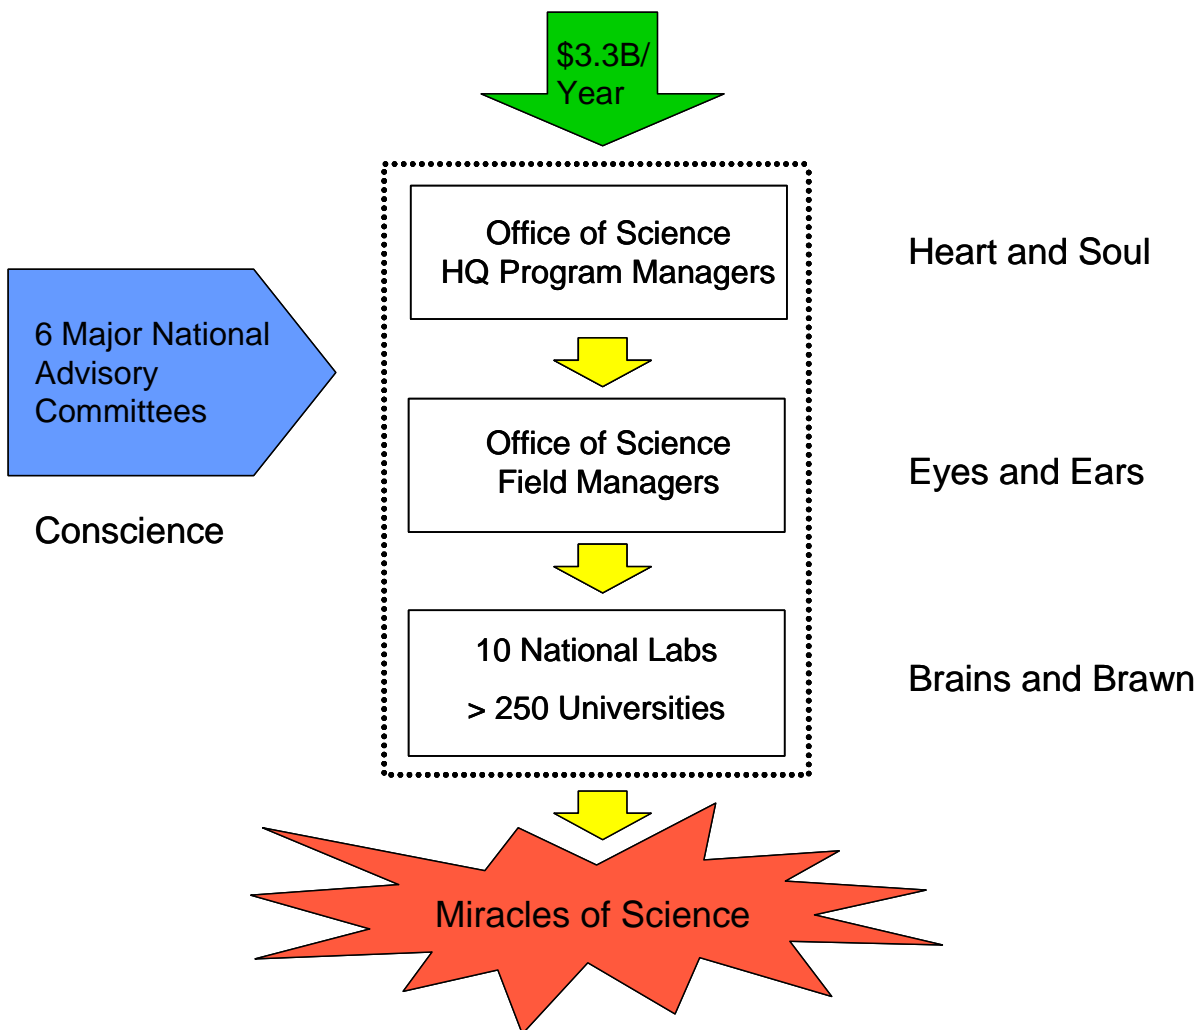 $3.3B/
Year
Office of Science
HQ Program Managers
Heart and Soul
6 Major National
Advisory
Committees
Conscience
Office of Science
Field Managers
Eyes and Ears
10 National Labs
> 250 Universities
Brains and Brawn
Miracles of Science